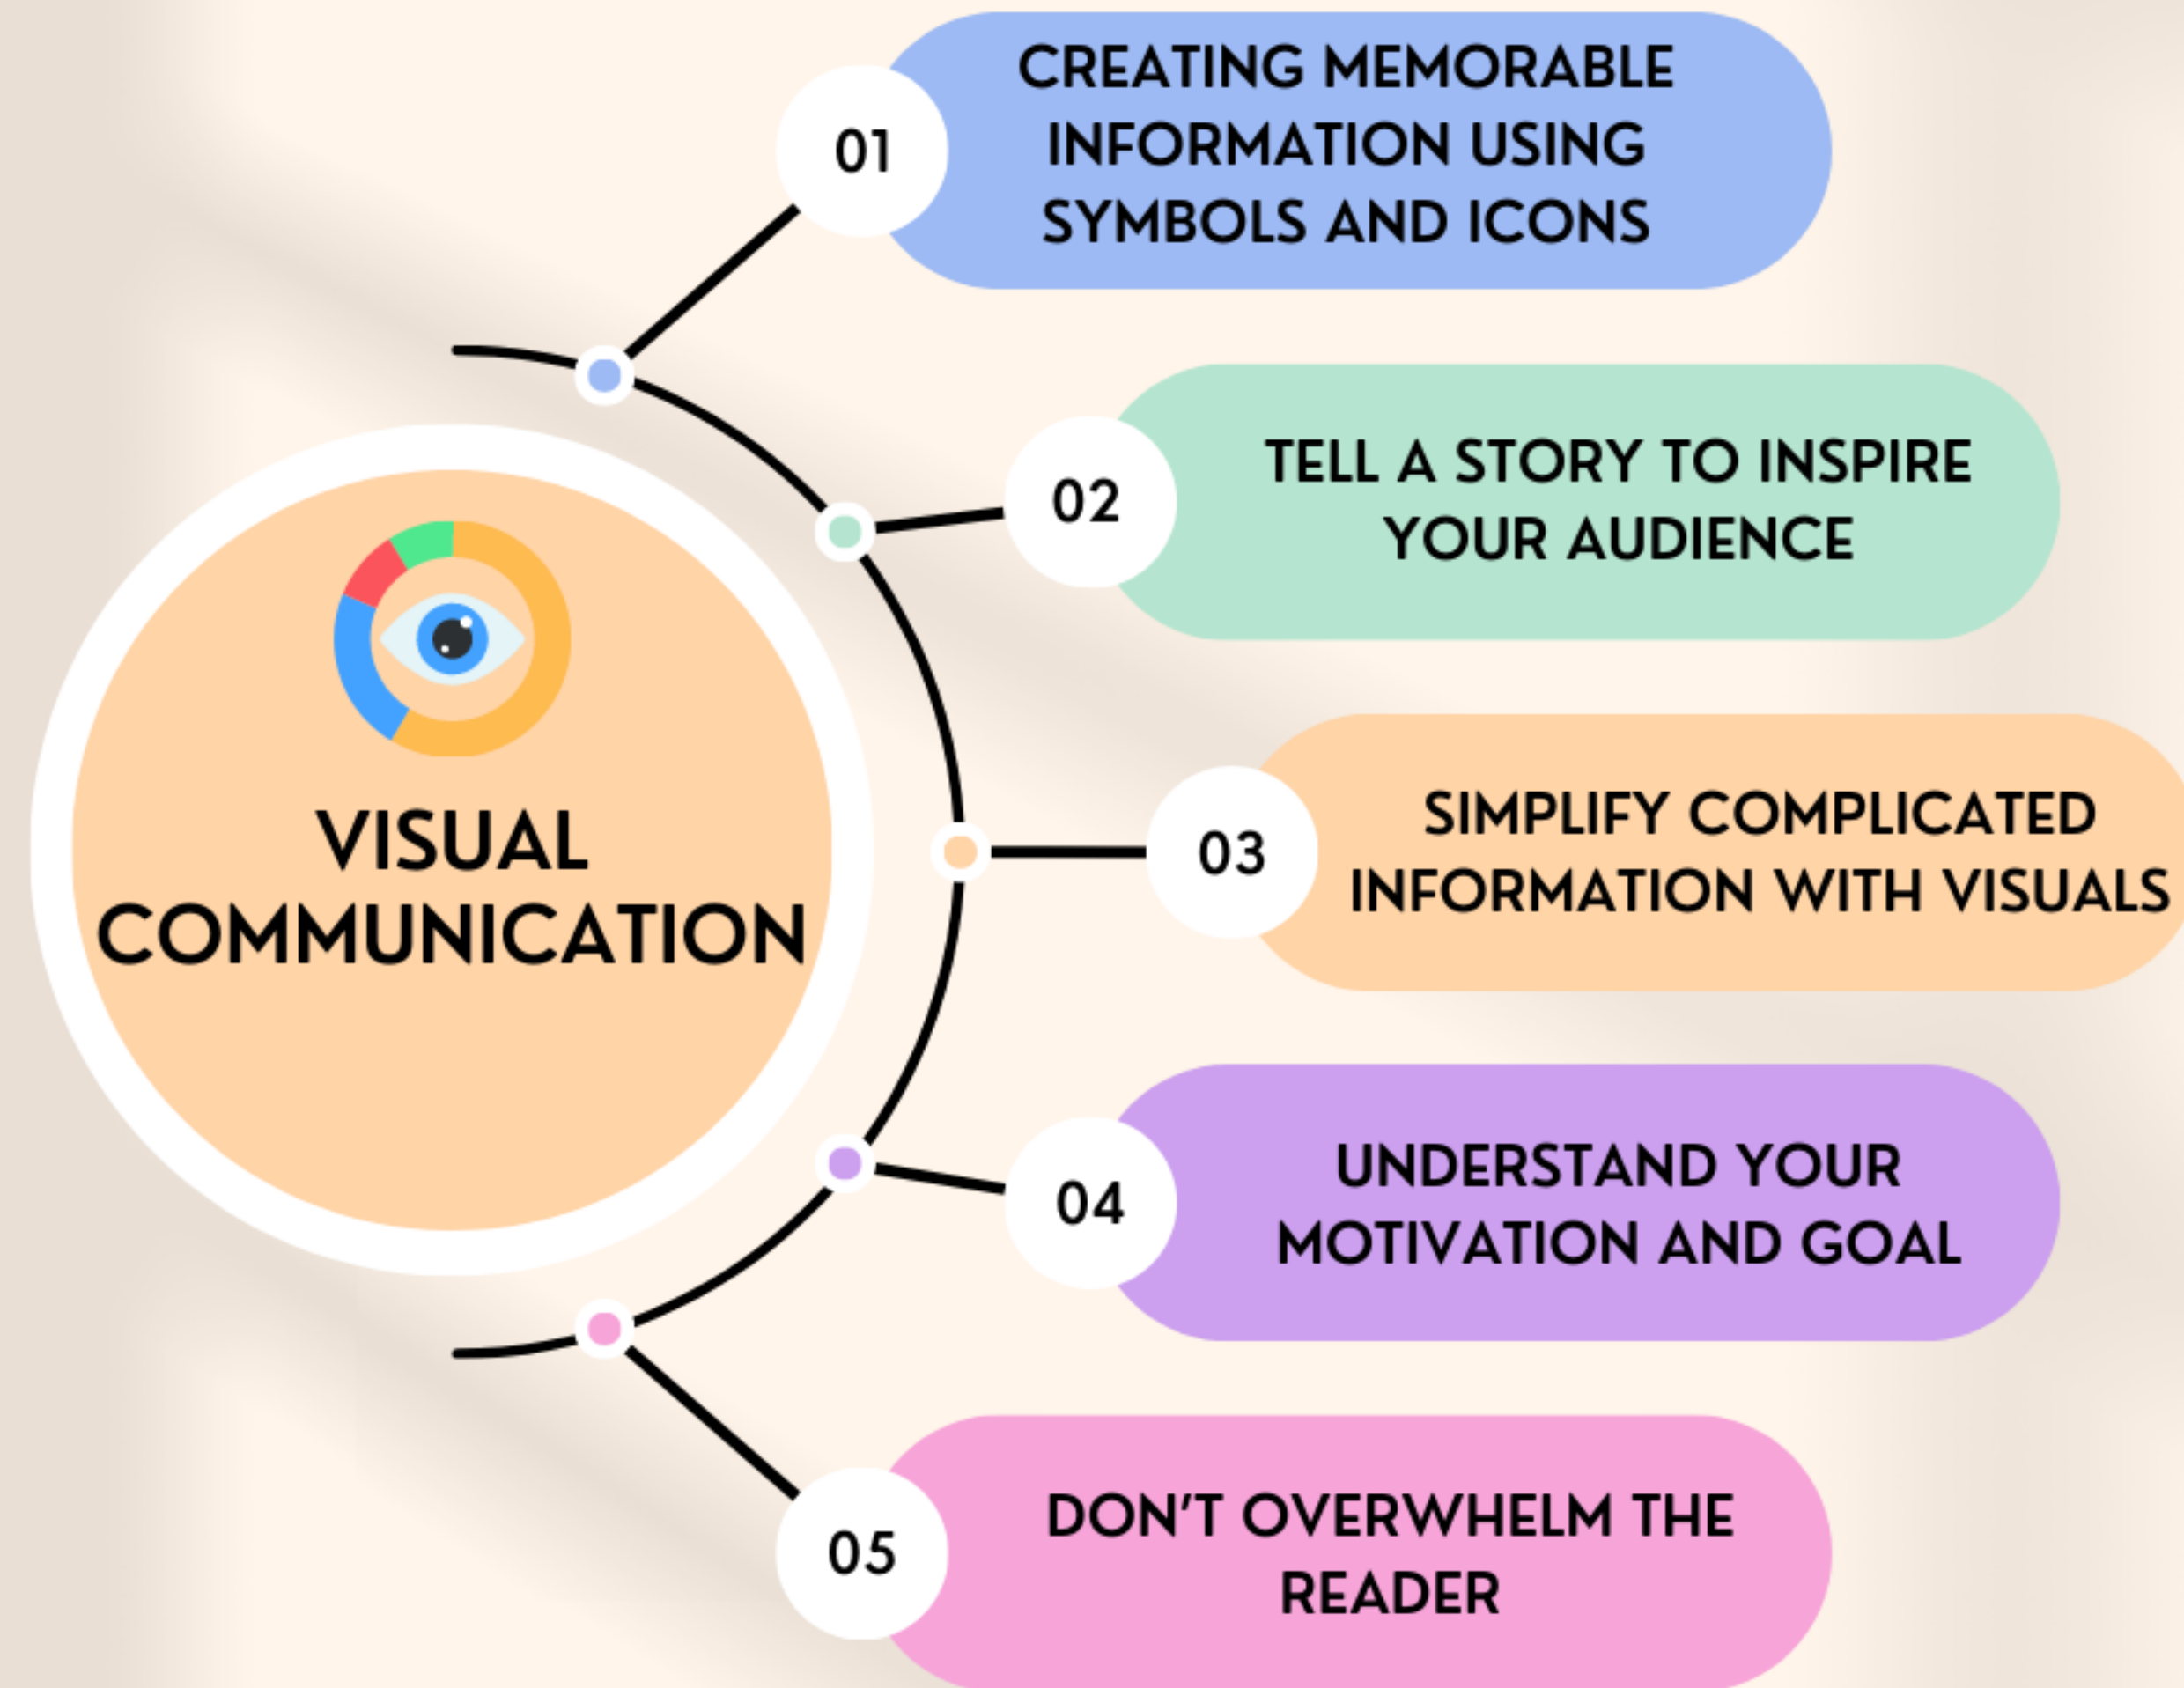 VISUAL
COMMUNICATION
01
CREATING MEMORABLE
INFORMATION USING
SYMBOLS AND ICONS
02
TELL A STORY TO INSPIRE
YOUR AUDIENCE
03
SIMPLIFY COMPLICATED
INFORMATION WITH VISUALS
04
UNDERSTAND YOUR
MOTIVATION AND GOAL
05
DON'T OVERWHELM THE
READER